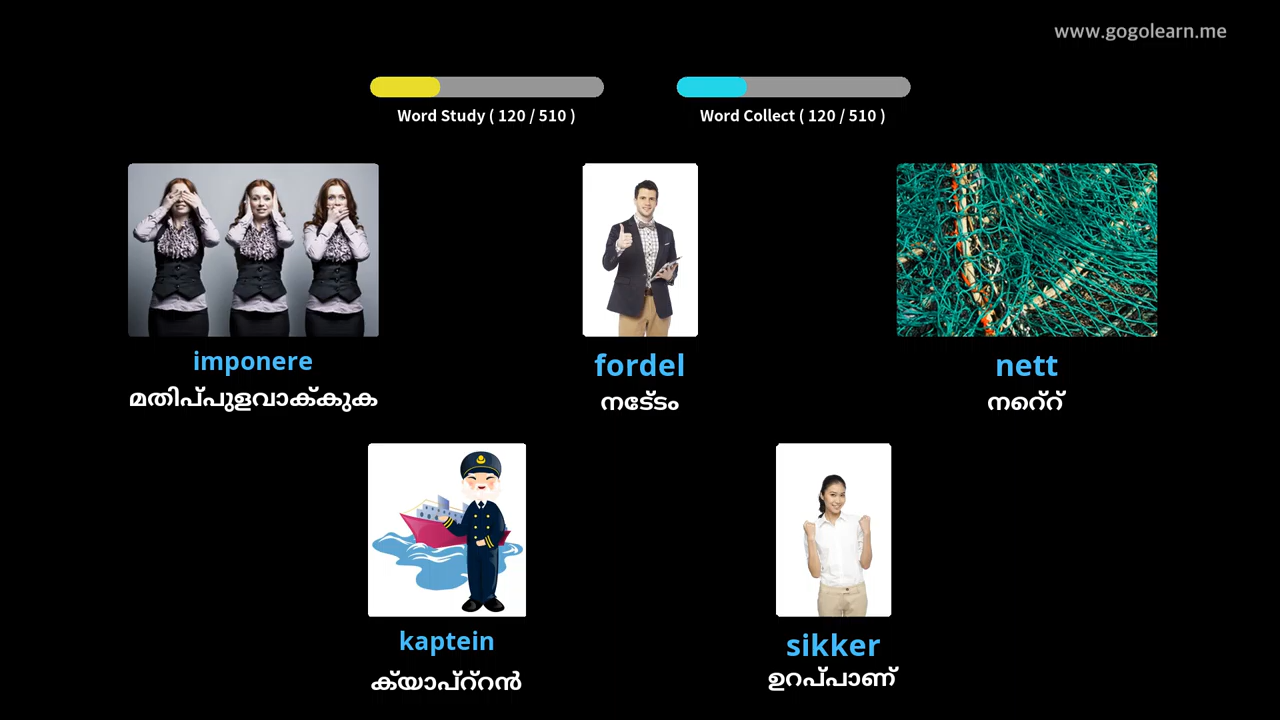 www.gogolearn.me
Word Study ( 120 / 510 )
Word Collect ( 120 / 510 )
imponere
മതിപ്പുളവാക്കുക
fordel
നട്ടേം
nett
നറ്റെ്
kaptein
ക്യാപ്റ്റൻ
sikker
ഉറപ്പാണ്